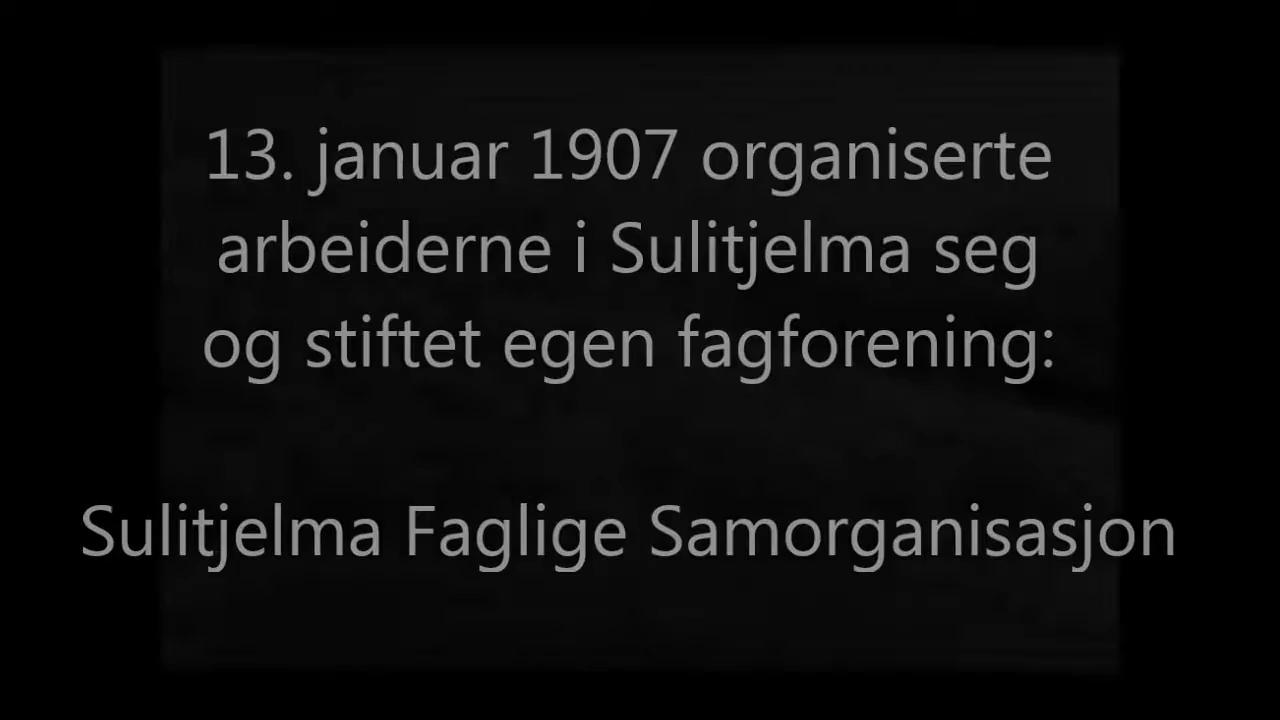 13. januar 1907 organiserte
arbeiderne i Sulitjelma seg
og stiftet egen fagforening:
Sulitjelma Faglige Samorganisasjon